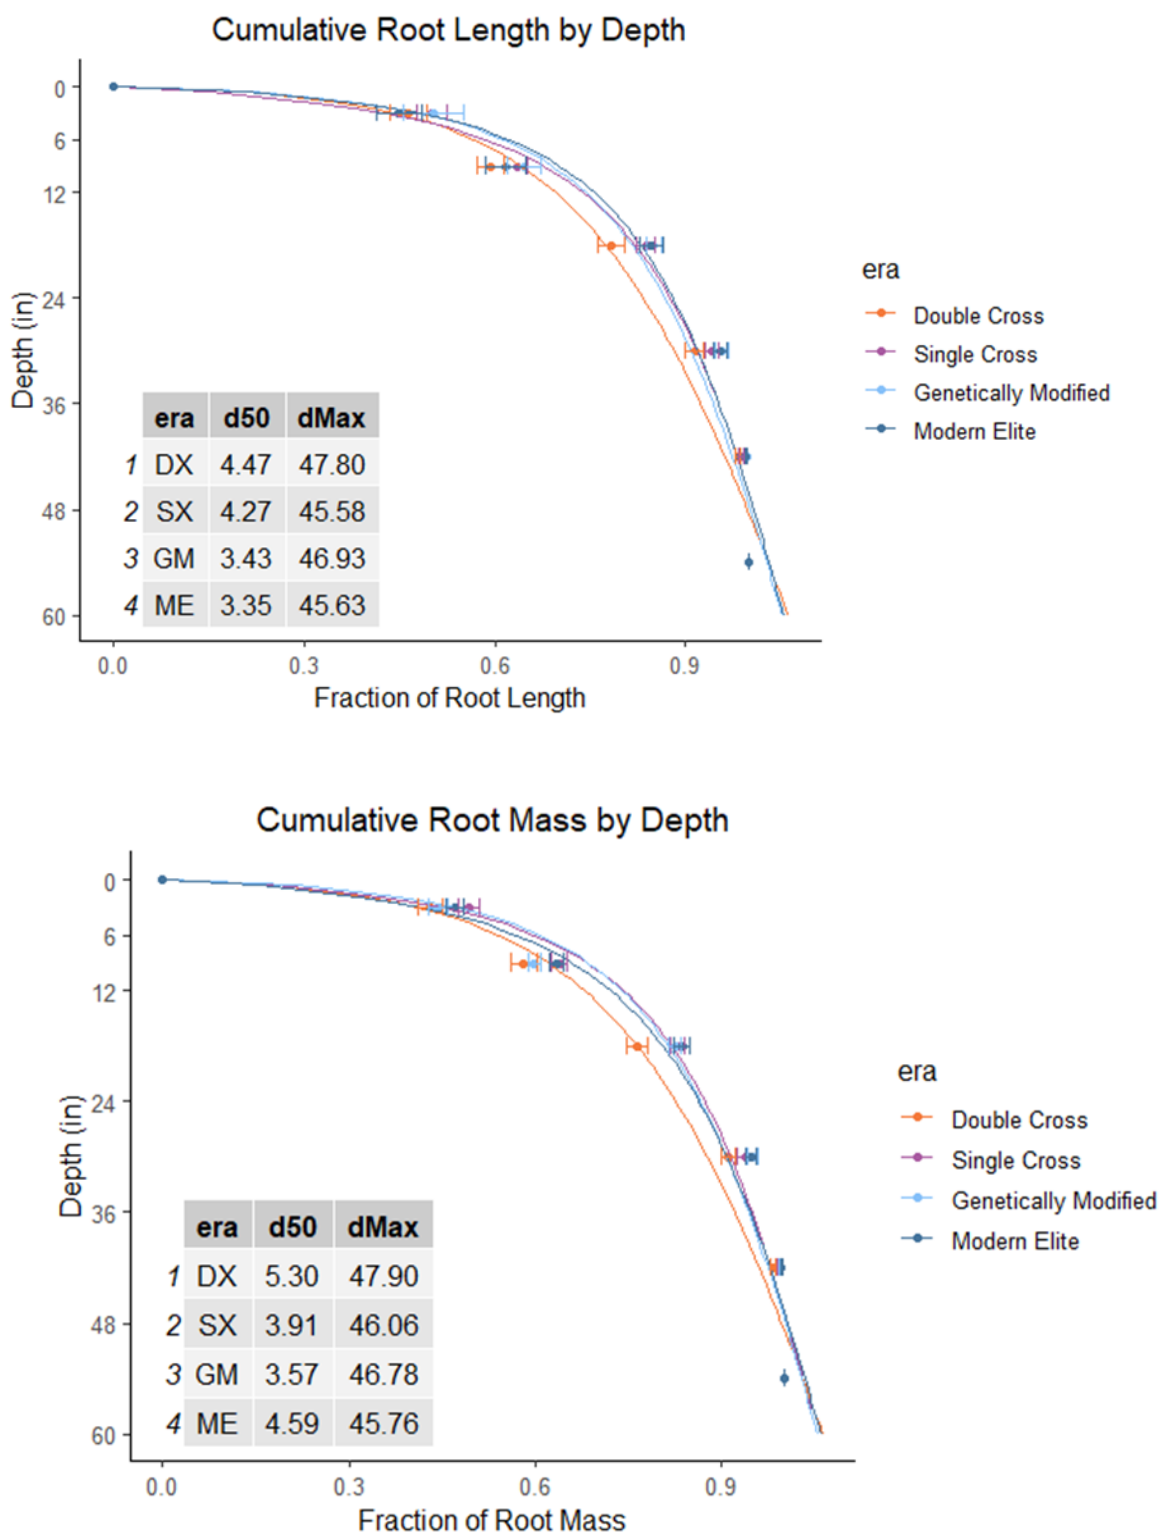 Cumulative Root Length by Depth
0
6
12
24
36
48
60
Depth (in)
era d50 dMax
1 DX 4.47 47.80
2 SX 4.27 45.58
3 GM 3.43 46.93
4 ME 3.35 45.63
0.0 0.3 0.6 0.9
Fraction of Root Length
era
Double Cross
Single Cross
Genetically Modified
Modern Elite
Cumulative Root Mass by Depth
0
6
12
24
36
48
60
Depth (in)
era d50 dMax
1 DX 5.30 47.90
2 SX 3.91 46.06
3 GM 3.57 46.78
4 ME 4.59 45.76
0.0 0.3 0.6 0.9
Fraction of Root Mass
era
Double Cross
Single Cross
Genetically Modified
Modern Elite